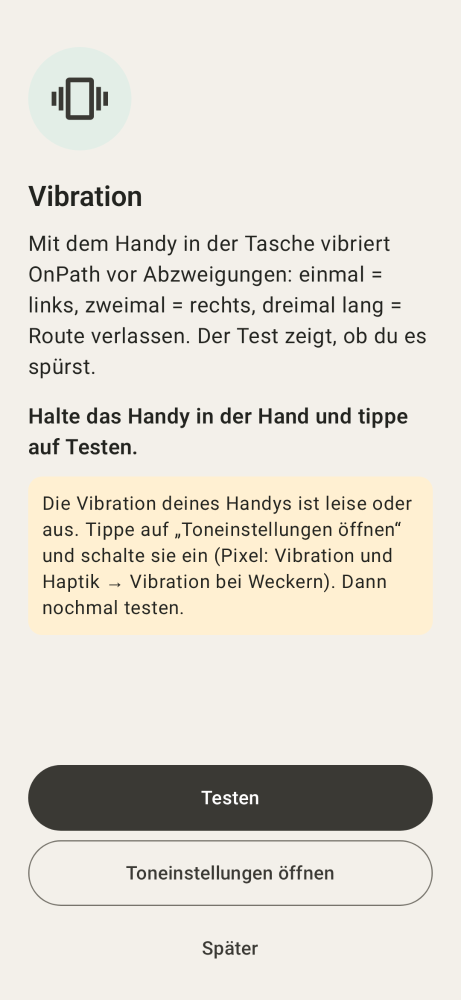 Vibration
Mit dem Handy in der Tasche vibriert
OnPath vor Abzweigungen: einmal =
links, zweimal = rechts, dreimal lang =
Route verlassen. Der Test zeigt, ob du es
spürst.
Halte das Handy in der Hand und tippe
auf Testen.
Die Vibration deines Handys ist leise oder
aus. Tippe auf „Toneinstellungen öffnen“
und schalte sie ein (Pixel: Vibration und
Haptik → Vibration bei Weckern). Dann
nochmal testen.
Testen
Toneinstellungen öffnen
Später